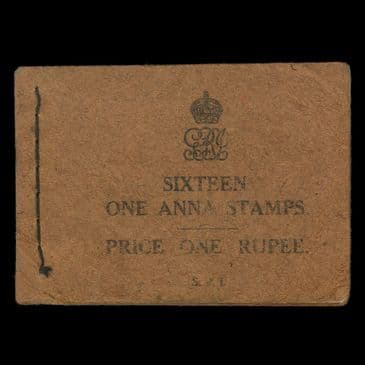 SIXTEEN
ONE ANNA STAMPS.
PRICE ONE RUPEE.